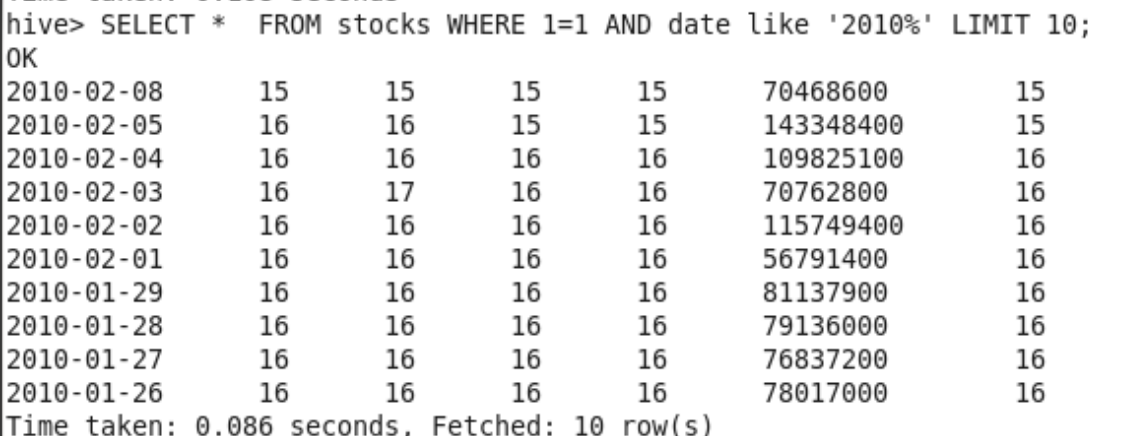 hive> SELECT *  FROM stocks WHERE 1=1 AND date like '2010%' LIMIT 10;
OK
2010-02-08 15 15 15 15 70468600 15
2010-02-05 16 16 15 15 143348400 15
2010-02-04 16 16 16 16 109825100 16
2010-02-03 16 17 16 16 70762800 16
2010-02-02 16 16 16 16 115749400 16
2010-02-01 16 16 16 16 56791400 16
2010-01-29 16 16 16 16 81137900 16
2010-01-28 16 16 16 16 79136000 16
2010-01-27 16 16 16 16 76837200 16
2010-01-26 16 16 16 16 78017000 16
Time taken: 0.086 seconds, Fetched: 10 row(s)